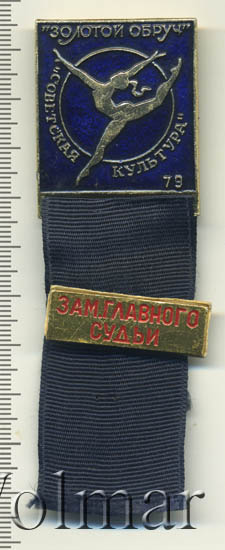 "ЗОЛОТОЙ ОБРУЧ"
"СОВЕТСКАЯ
КУЛЬТУРА"
79
ЗАМ.ГЛАВНОГО
СУДЬИ
Volmar